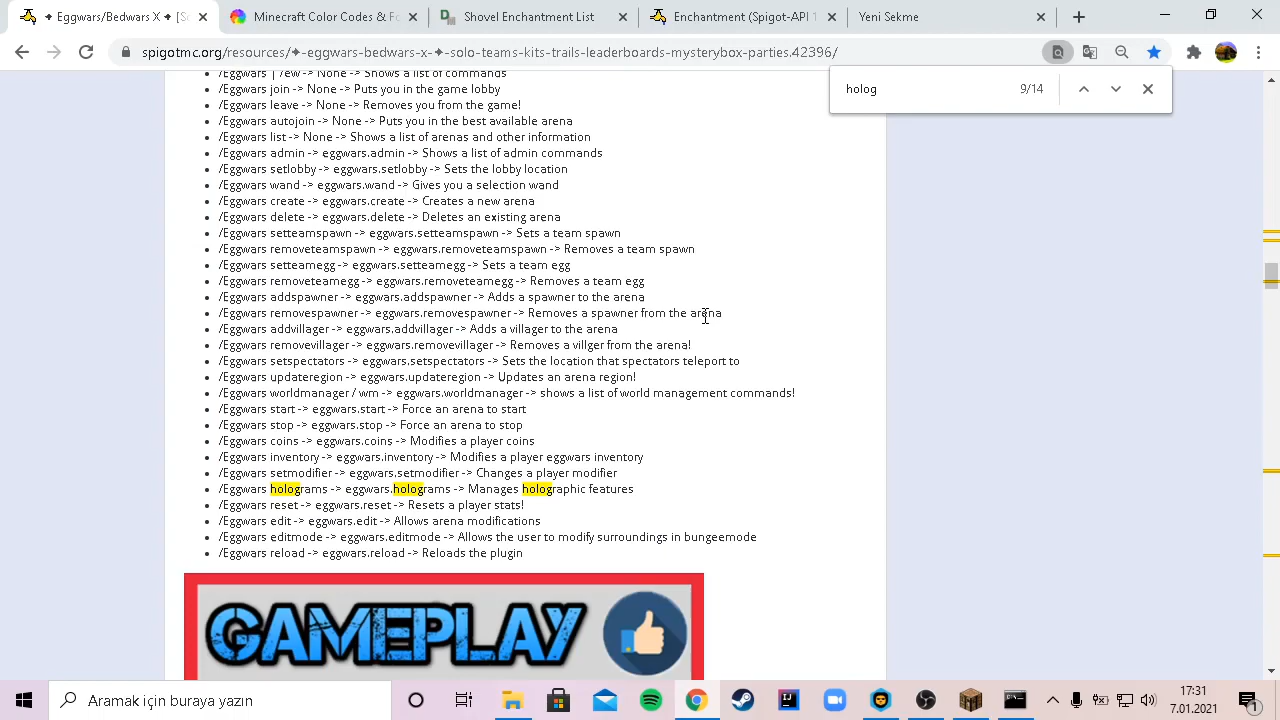 ✦ Eggwars/Bedwars X ✦ [S
Minecraft Color Codes & Fo
Shovel Enchantment List
Enchantment (Spigot-API 1
Yeni Sekme
spigotmc.org/resources/✦-eggwars-bedwars-x-✦-solo-teams-kits-trails-leaderboards-mysterybox-parties.42396/
holog 9/14
/Eggwars | /ew -> None -> Shows a list of commands
/Eggwars join -> None -> Puts you in the game lobby
/Eggwars leave -> None -> Removes you from the game!
/Eggwars autojoin -> None -> Puts you in the best available arena
/Eggwars list -> None -> Shows a list of arenas and other information
/Eggwars admin -> eggwars.admin -> Shows a list of admin commands
/Eggwars setlobby -> eggwars.setlobby -> Sets the lobby location
/Eggwars wand -> eggwars.wand -> Gives you a selection wand
/Eggwars create -> eggwars.create -> Creates a new arena
/Eggwars delete -> eggwars.delete -> Deletes an existing arena
/Eggwars setteamspawn -> eggwars.setteamspawn -> Sets a team spawn
/Eggwars removeteamspawn -> eggwars.removeteamspawn -> Removes a team spawn
/Eggwars setteamegg -> eggwars.setteamegg -> Sets a team egg
/Eggwars removeteamegg -> eggwars.removeteamegg -> Removes a team egg
/Eggwars addspawner -> eggwars.addspawner -> Adds a spawner to the arena
/Eggwars removespawner -> eggwars.removespawner -> Removes a spawner from the arena
/Eggwars addvillager -> eggwars.addvillager -> Adds a villager to the arena
/Eggwars removevillager -> eggwars.removevillager -> Removes a villger from the arena!
/Eggwars setspectators -> eggwars.setspectators -> Sets the location that spectators teleport to
/Eggwars updateregion -> eggwars.updateregion -> Updates an arena region!
/Eggwars worldmanager / wm -> eggwars.worldmanager -> shows a list of world management commands!
/Eggwars start -> eggwars.start -> Force an arena to start
/Eggwars stop -> eggwars.stop -> Force an arena to stop
/Eggwars coins -> eggwars.coins -> Modifies a player coins
/Eggwars inventory -> eggwars.inventory -> Modifies a player eggwars inventory
/Eggwars setmodifier -> eggwars.setmodifier -> Changes a player modifier
/Eggwars holograms -> eggwars.holograms -> Manages holographic features
/Eggwars reset -> eggwars.reset -> Resets a player stats!
/Eggwars edit -> eggwars.edit -> Allows arena modifications
/Eggwars editmode -> eggwars.editmode -> Allows the user to modify surroundings in bungeemode
/Eggwars reload -> eggwars.reload -> Reloads the plugin
GAMEPLAY
Aramak için buraya yazın
17:31
7.01.2021
1